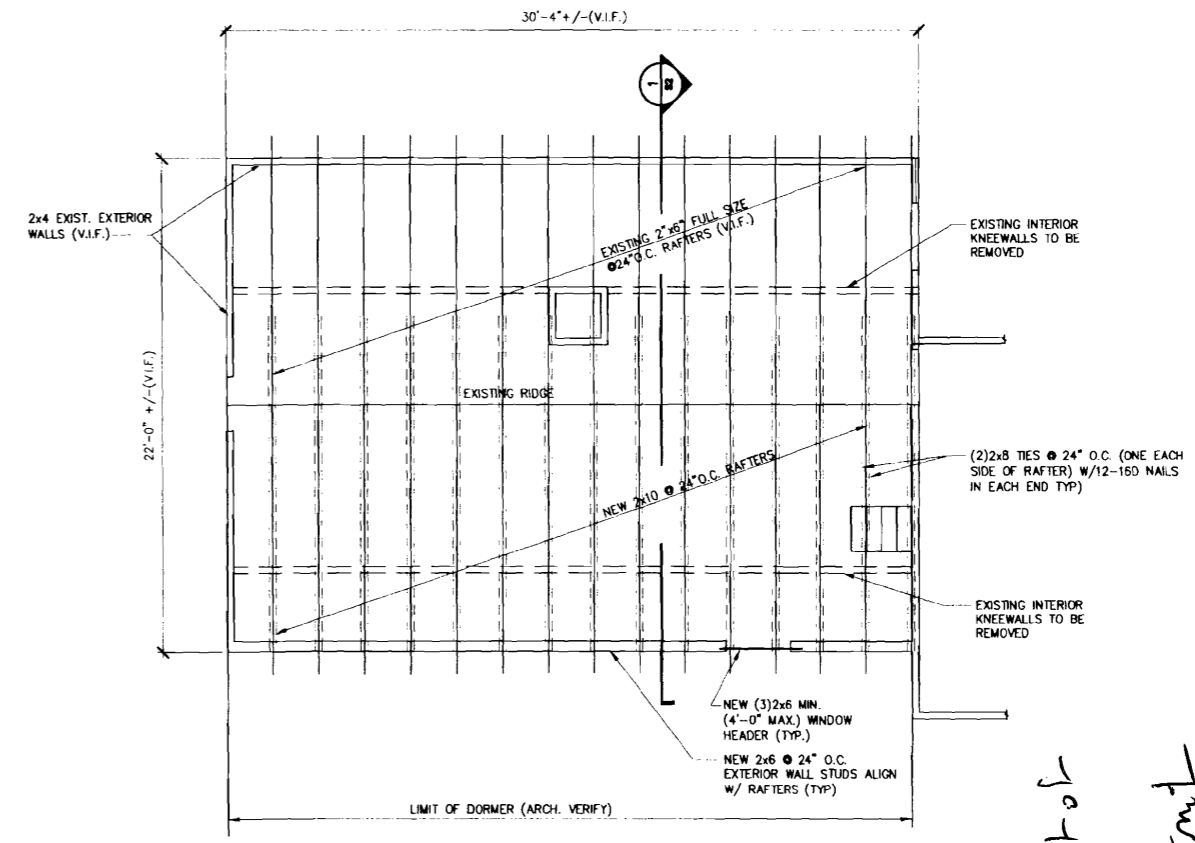 30'-4"+/-(V.I.F.)
1
S2
2x4 EXIST. EXTERIOR
WALLS (V.I.F.)
EXISTING 2"x6" FULL SIZE
@24"O.C. RAFTERS (V.I.F.)
EXISTING INTERIOR
KNEEWALLS TO BE
REMOVED
22'-0" +/-(V.I.F.)
EXISTING RIDGE
(2)2x8 TIES @ 24" O.C. (ONE EACH
SIDE OF RAFTER) W/12-16D NAILS
IN EACH END TYP)
NEW 2x10 @ 24"O.C. RAFTERS
EXISTING INTERIOR
KNEEWALLS TO BE
REMOVED
NEW (3)2x6 MIN.
(4'-0" MAX.) WINDOW
HEADER (TYP.)
NEW 2x6 @ 24" O.C.
EXTERIOR WALL STUDS ALIGN
W/ RAFTERS (TYP)
LIMIT OF DORMER (ARCH. VERIFY)